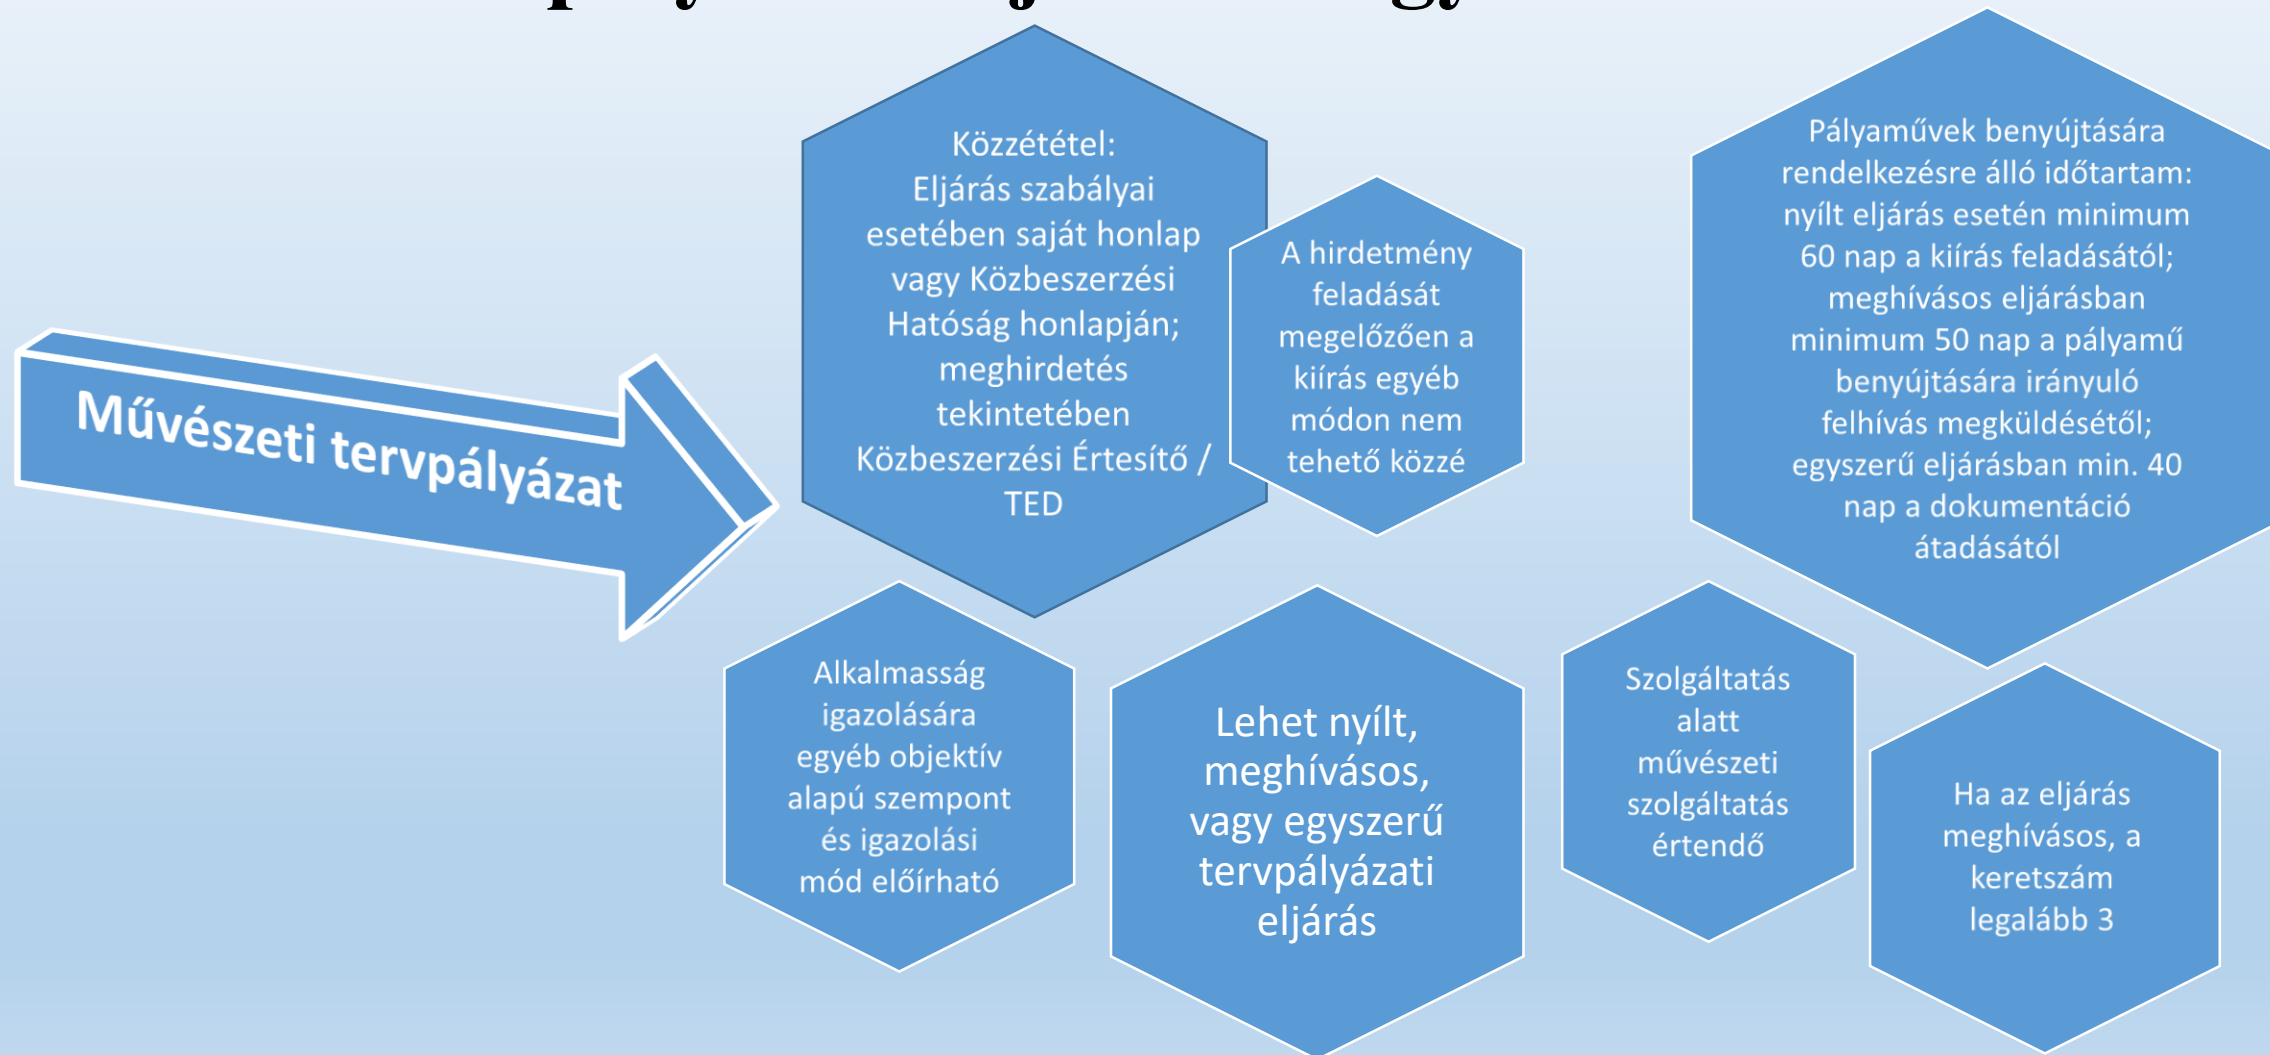 Művészeti tervpályázat
Közzététel:
Eljárás szabályai
esetében saját honlap
vagy Közbeszerzési
Hatóság honlapján;
meghirdetés
tekintetében
Közbeszerzési Értesítő /
TED
A hirdetmény
feladását
megelőzően a
kiírás egyéb
módon nem
tehető közzé
Pályaművek benyújtására
rendelkezésre álló időtartam:
nyílt eljárás esetén minimum
60 nap a kiírás feladásától;
meghívásos eljárásban
minimum 50 nap a pályamű
benyújtására irányuló
felhívás megküldésétől;
egyszerű eljárásban min. 40
nap a dokumentáció
átadásától
Alkalmasság
igazolására
egyéb objektív
alapú szempont
és igazolási
mód előírható
Lehet nyílt,
meghívásos,
vagy egyszerű
tervpályázati
eljárás
Szolgáltatás
alatt
művészeti
szolgáltatás
értendő
Ha az eljárás
meghívásos, a
keretszám
legalább 3